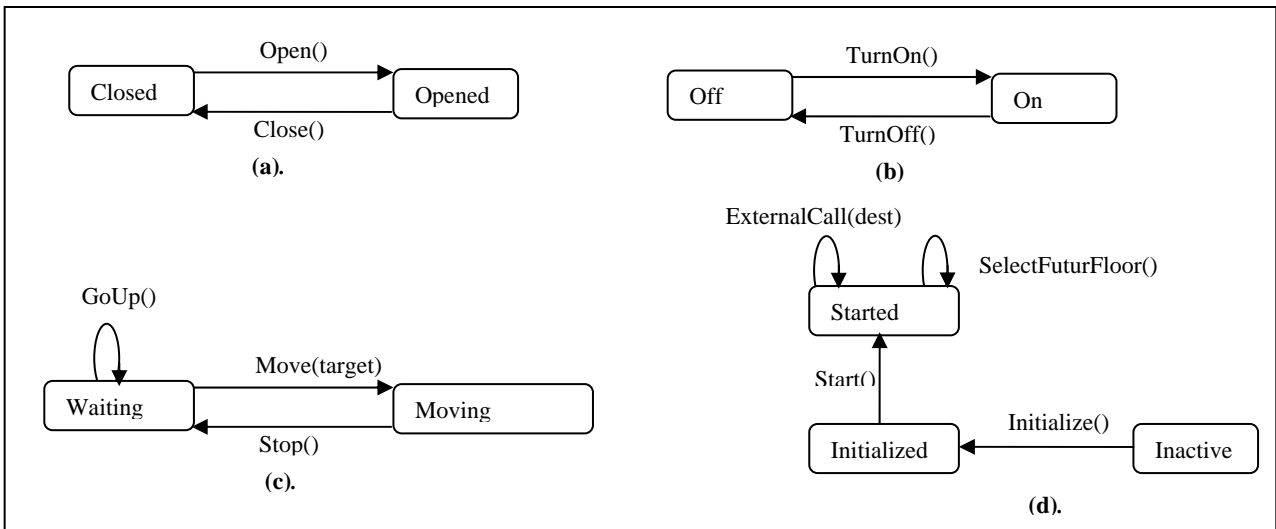 Open()
Closed
Opened
Close()
(a).
TurnOn()
Off
On
TurnOff()
(b)
GoUp()
Move(target)
Waiting
Moving
Stop()
(c).
ExternalCall(dest)
SelectFuturFloor()
Started
Start()
Initialize()
Initialized
Inactive
(d).